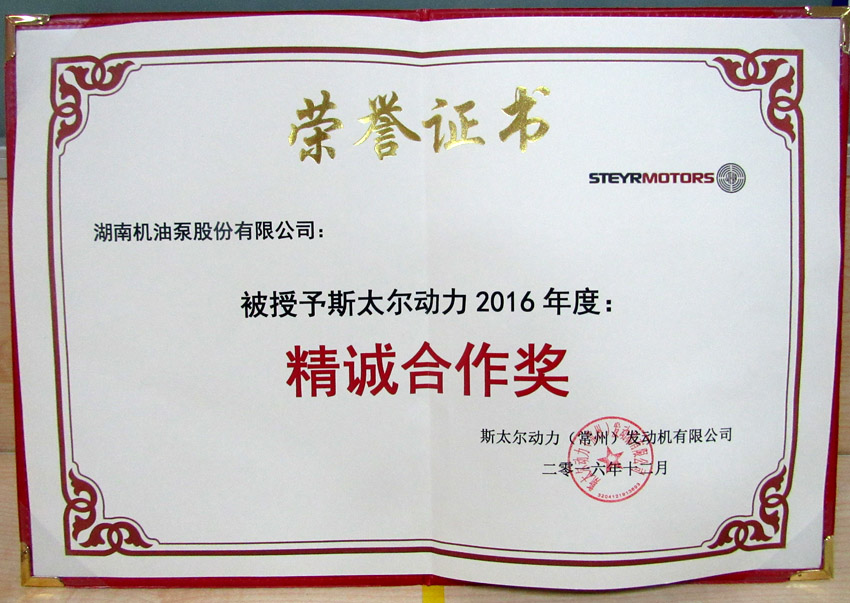 荣誉证书
STEYRMOTORS
湖南机油泵股份有限公司：
被授予斯太尔动力 2016 年度：
精诚合作奖
斯太尔动力（常州）发动机有限公司
二零一六年十二月